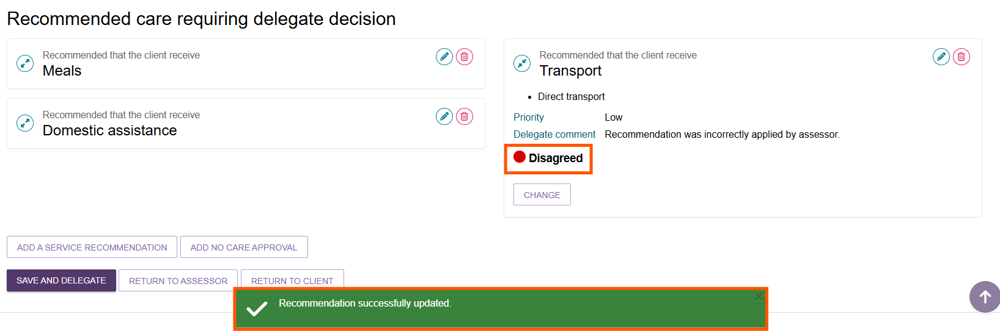 Recommended care requiring delegate decision
Recommended that the client receive
Meals
Recommended that the client receive
Domestic assistance
Recommended that the client receive
Transport
Direct transport
Priority Low
Delegate comment Recommendation was incorrectly applied by assessor.
Disagreed
CHANGE
ADD A SERVICE RECOMMENDATION ADD NO CARE APPROVAL
SAVE AND DELEGATE RETURN TO ASSESSOR RETURN TO CLIENT
Recommendation successfully updated.